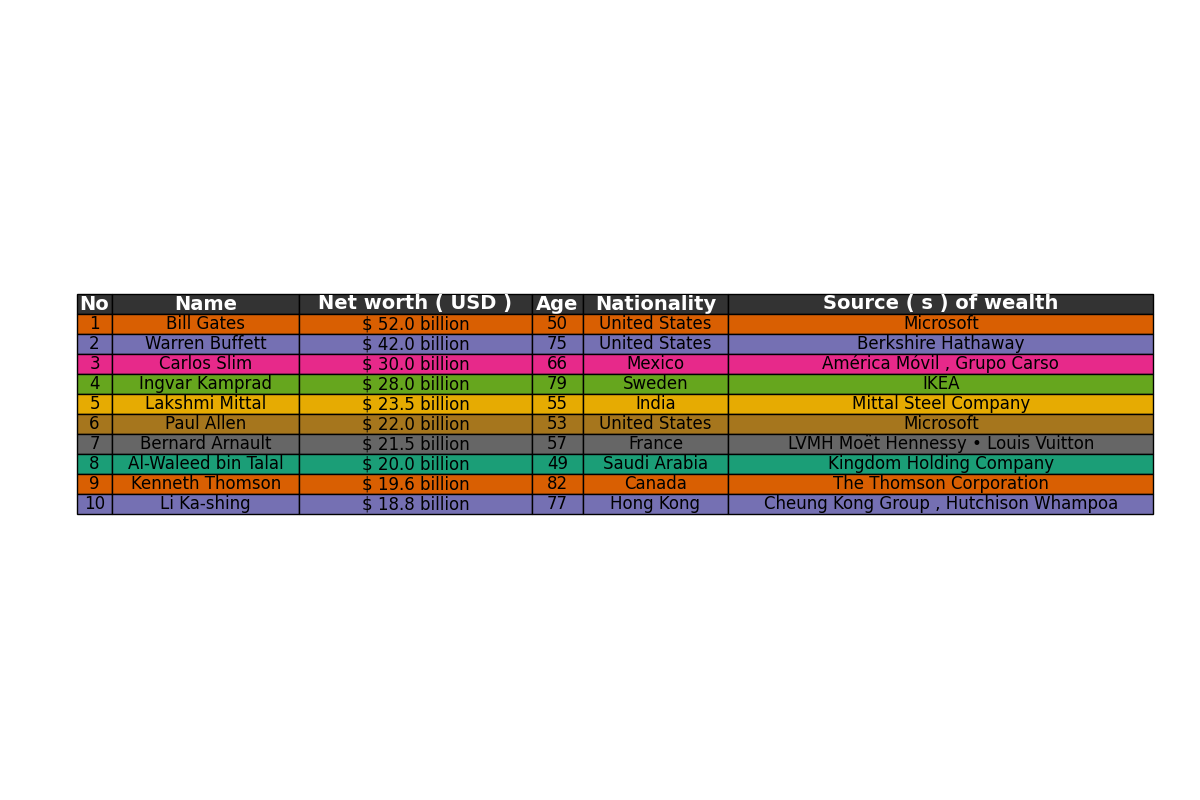 No Name Net worth ( USD ) Age Nationality Source ( s ) of wealth
1 Bill Gates $ 52.0 billion 50 United States Microsoft
2 Warren Buffett $ 42.0 billion 75 United States Berkshire Hathaway
3 Carlos Slim $ 30.0 billion 66 Mexico América Móvil , Grupo Carso
4 Ingvar Kamprad $ 28.0 billion 79 Sweden IKEA
5 Lakshmi Mittal $ 23.5 billion 55 India Mittal Steel Company
6 Paul Allen $ 22.0 billion 53 United States Microsoft
7 Bernard Arnault $ 21.5 billion 57 France LVMH Moët Hennessy • Louis Vuitton
8 Al-Waleed bin Talal $ 20.0 billion 49 Saudi Arabia Kingdom Holding Company
9 Kenneth Thomson $ 19.6 billion 82 Canada The Thomson Corporation
10 Li Ka-shing $ 18.8 billion 77 Hong Kong Cheung Kong Group , Hutchison Whampoa